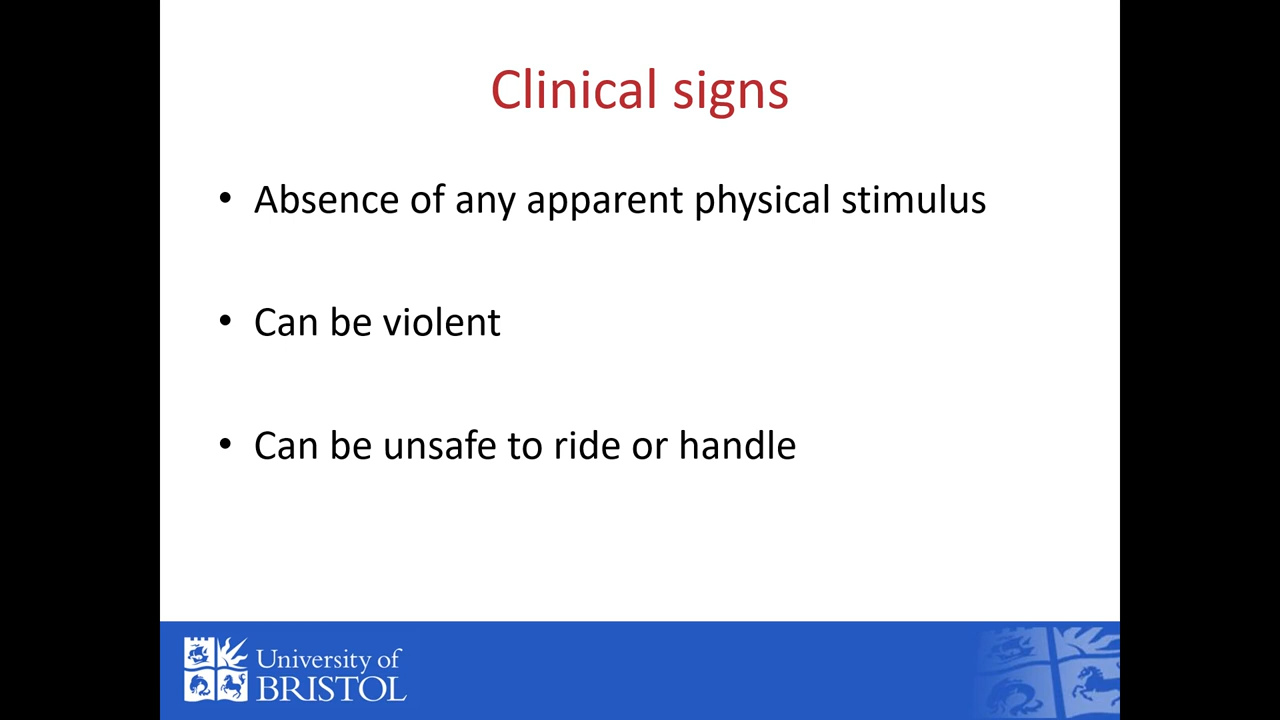 Clinical signs
• Absence of any apparent physical stimulus
• Can be violent
• Can be unsafe to ride or handle
University of
BRISTOL